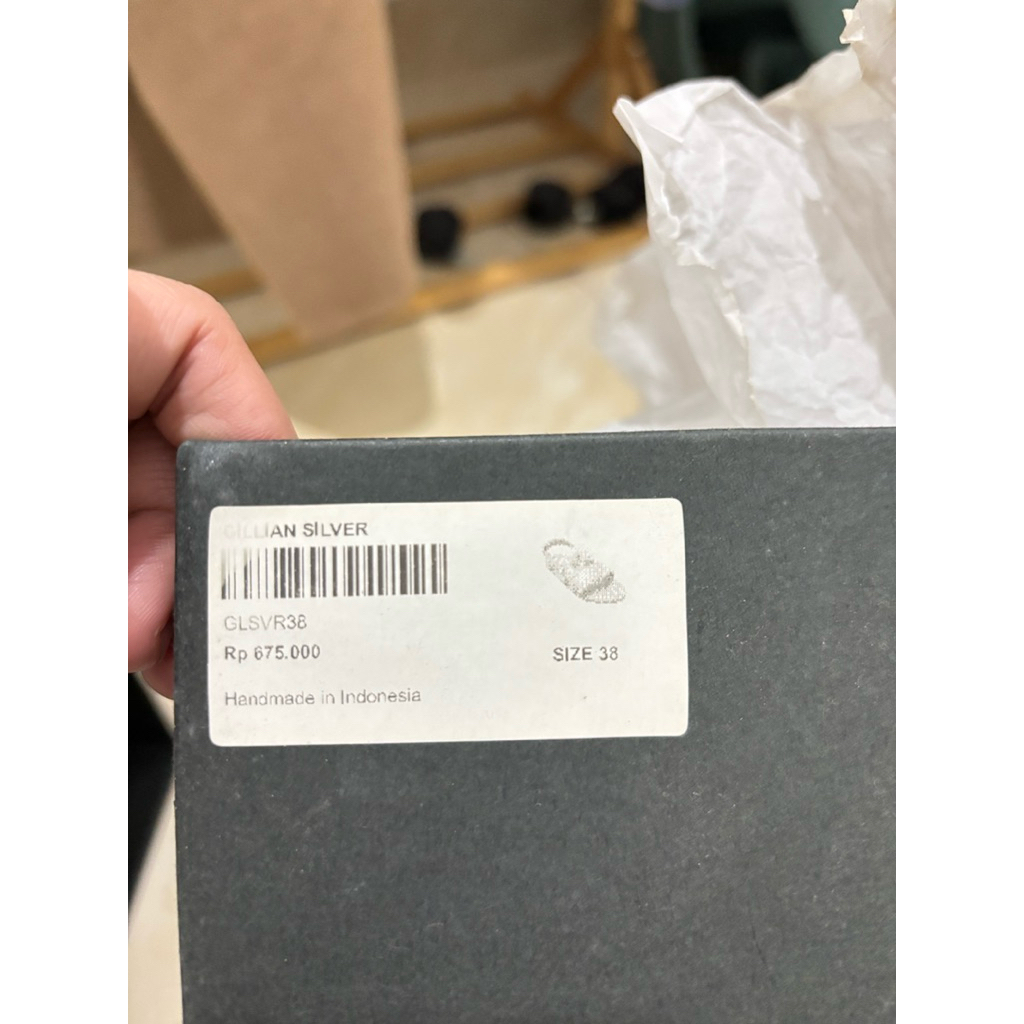 GILLIAN SILVER
GLSVR38
Rp 675.000
SIZE 38
Handmade in Indonesia